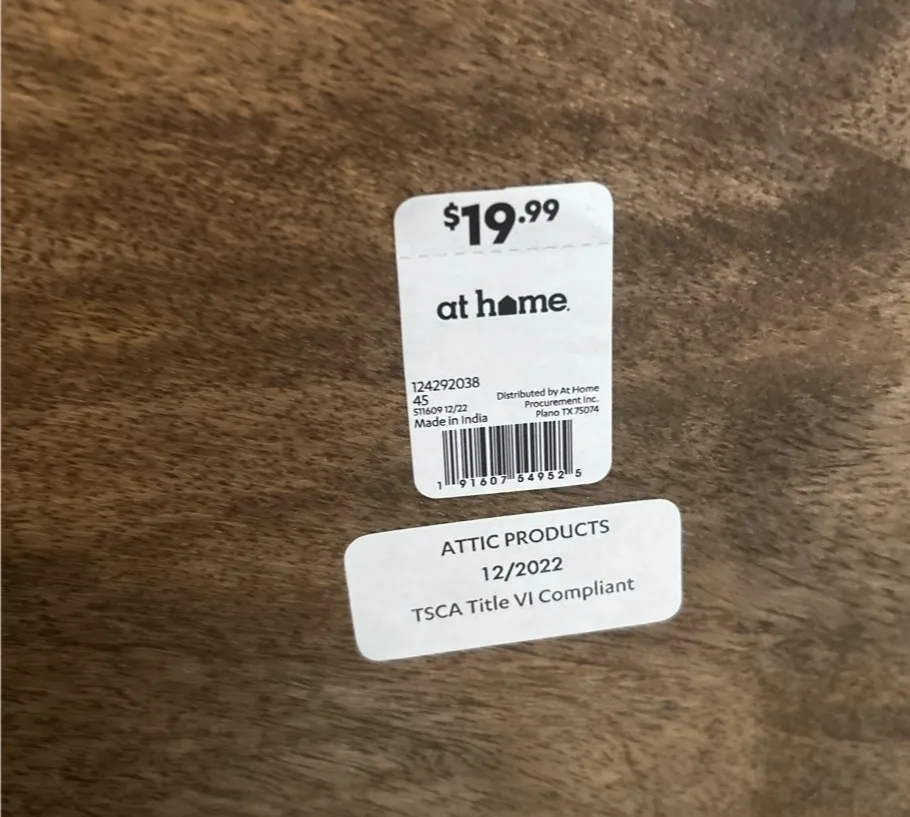 $19.99
at home.
124292038
45
511609 12/22
Made in India
Distributed by At Home
Procurement Inc.
Plano TX 75074
1 91607 54952 5
ATTIC PRODUCTS
12/2022
TSCA Title VI Compliant